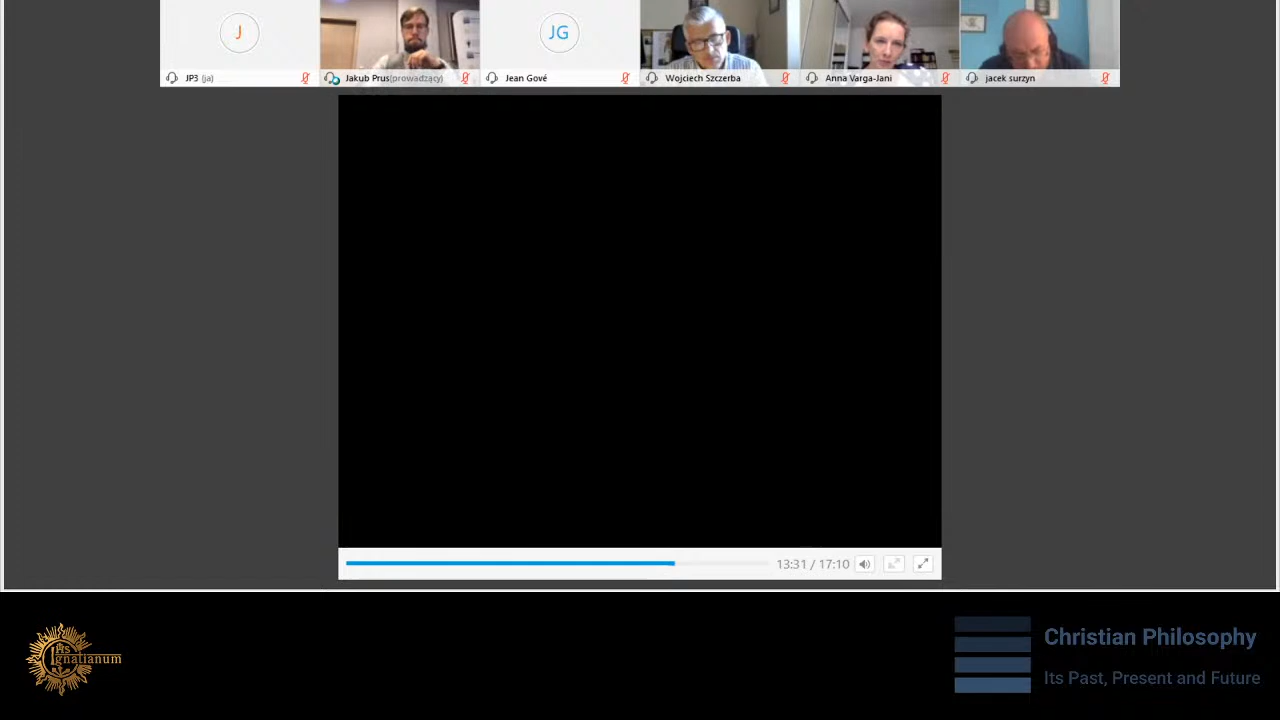 J
JG
JP3 (ja)
Jakub Prus(prowadzący)
Jean Gové
Wojciech Szczerba
Anna Varga-Jani
jacek surzyn
13:31 / 17:10
Ignatianum
Christian Philosophy
Its Past, Present and Future